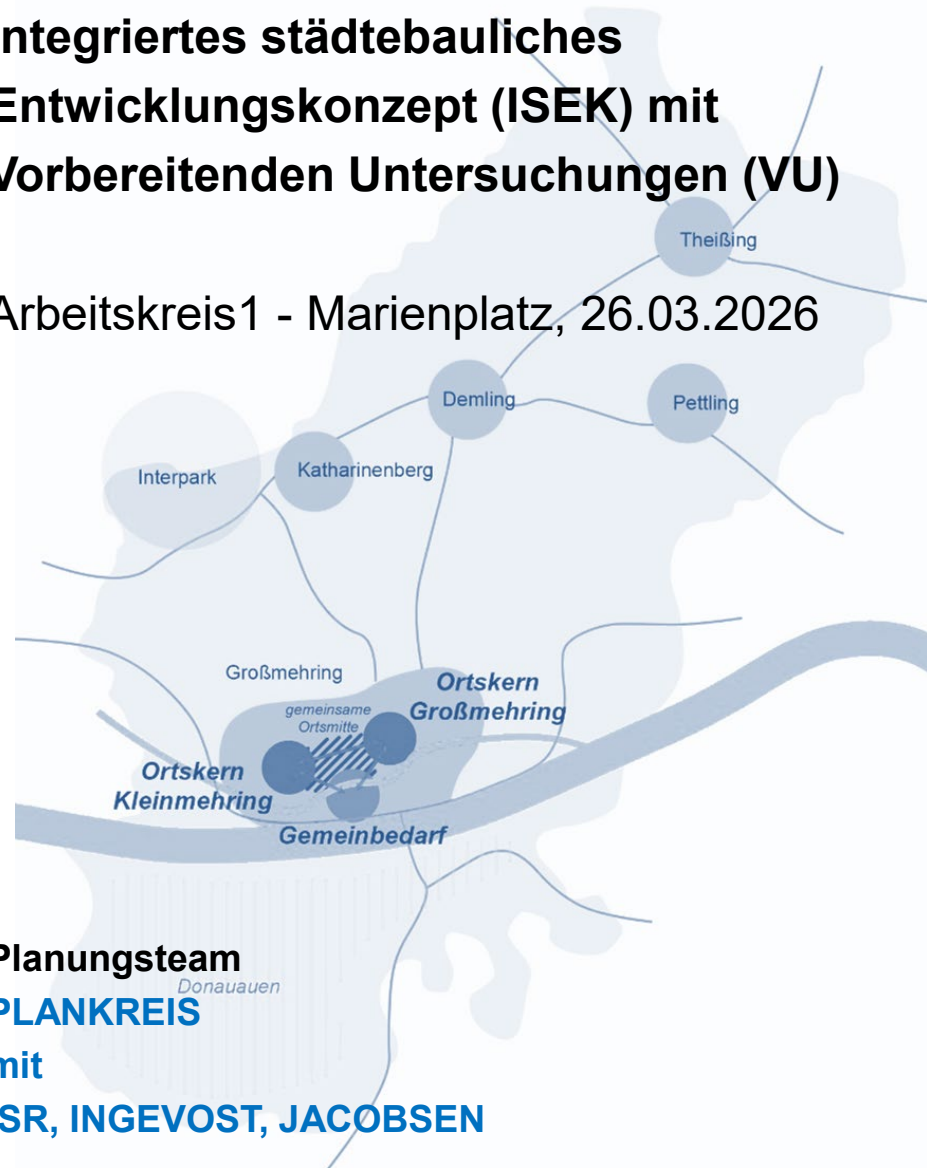 ntegriertes städtebauliches
Entwicklungskonzept (ISEK) mit
Vorbereitenden Untersuchungen (VU)
Theißing
Arbeitskreis1 - Marienplatz, 26.03.2026
Demling
Pettling
Interpark
Katharinenberg
Großmehring
Ortskern
Großmehring
gemeinsame
Ortsmitte
Ortskern
Kleinmehring
Gemeinbedarf
Planungsteam
Donauauen
PLANKREIS
mit
SR, INGEVOST, JACOBSEN